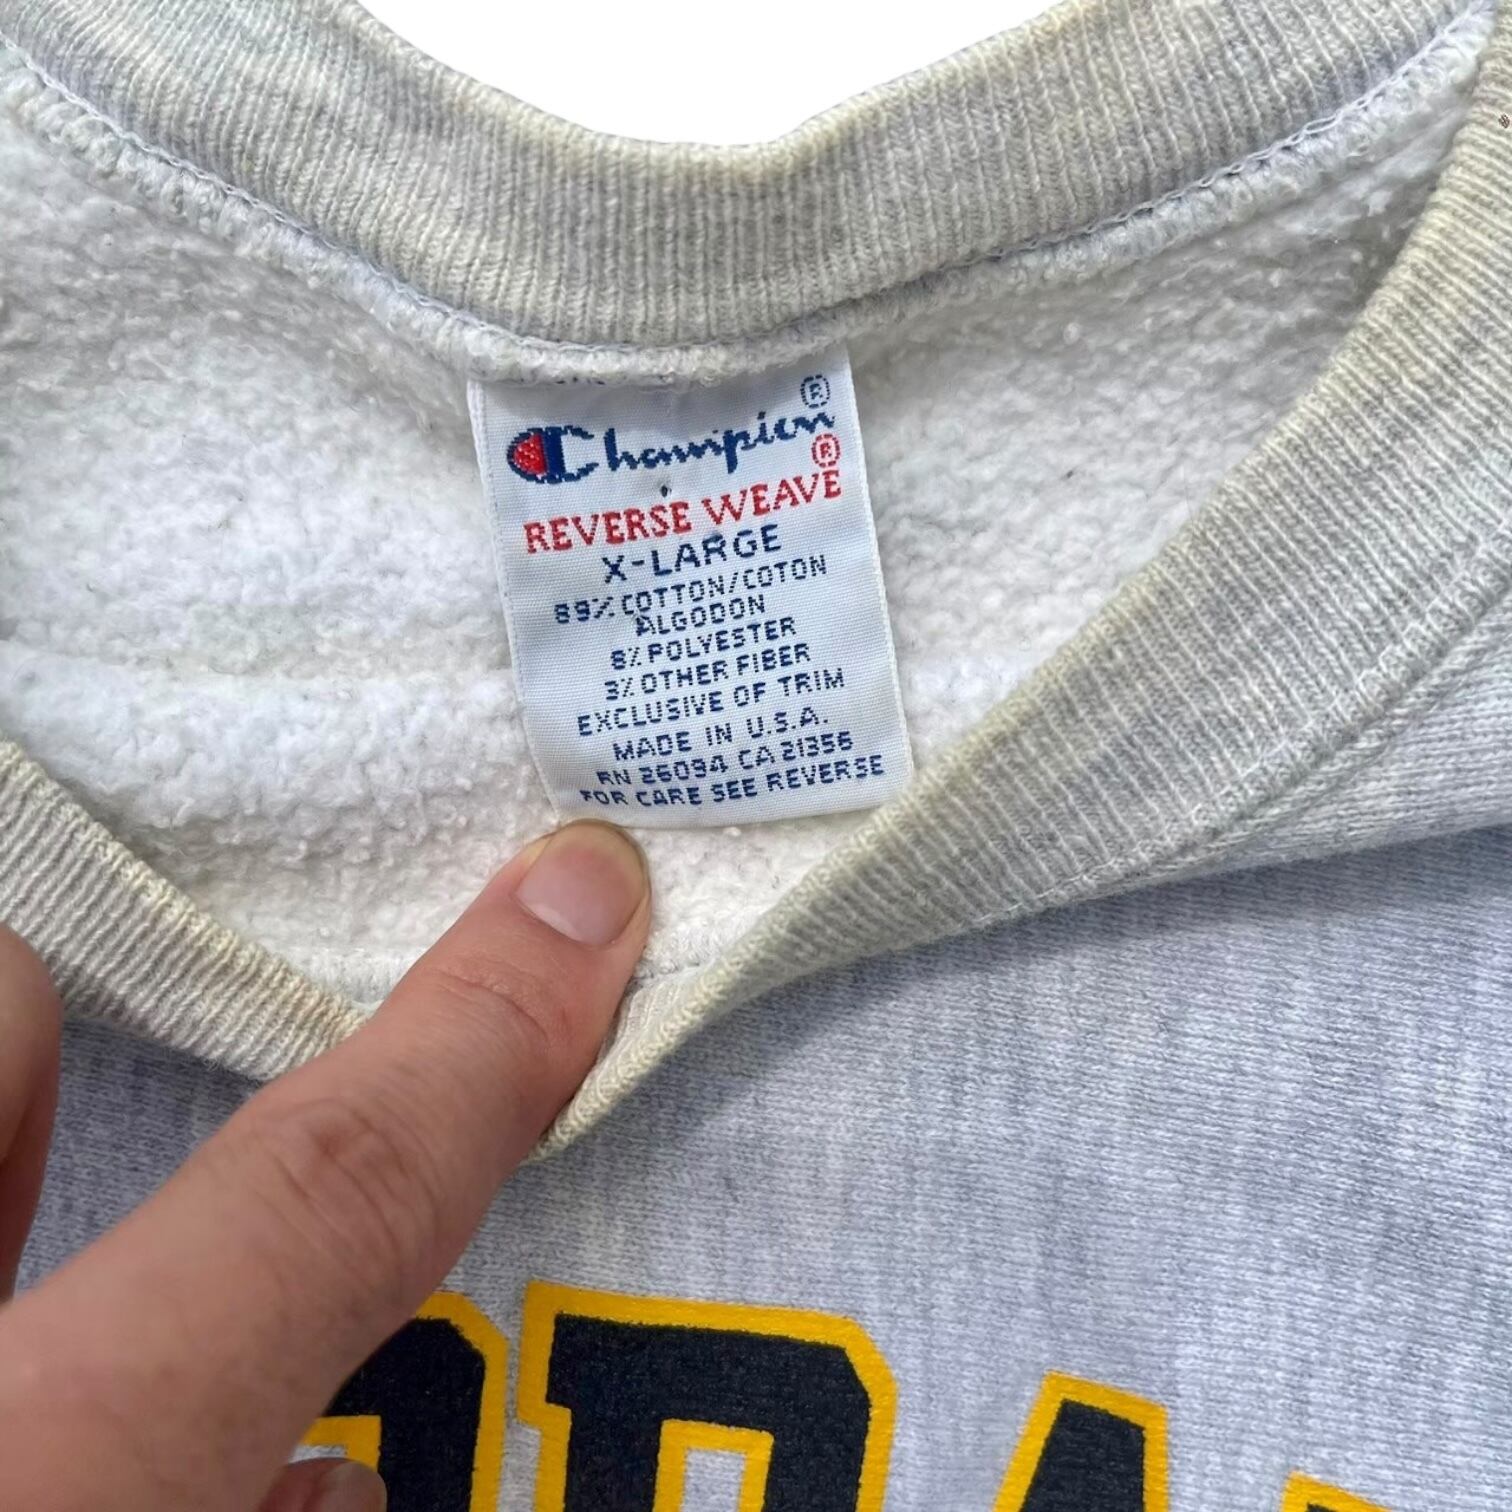 Champion®
REVERSE WEAVE®
X-LARGE
89% COTTON/COTON
ALGODON
8% POLYESTER
3% OTHER FIBER
EXCLUSIVE OF TRIM
MADE IN U.S.A.
RN 26094 CA 21356
FOR CARE SEE REVERSE